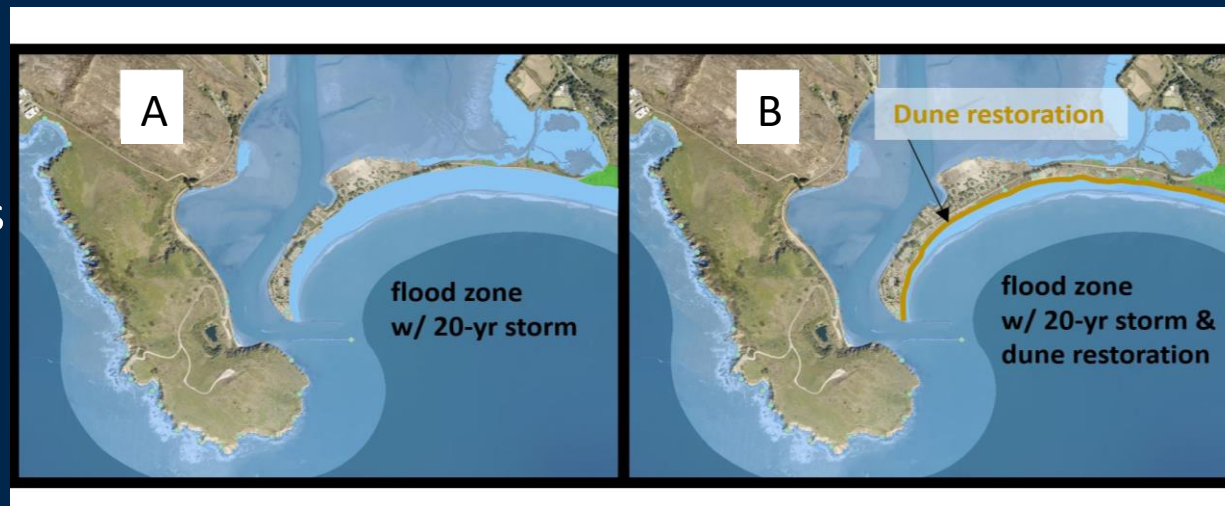 A
flood zone
w/ 20-yr storm
B
Dune restoration
flood zone
w/ 20-yr storm &
dune restoration
s